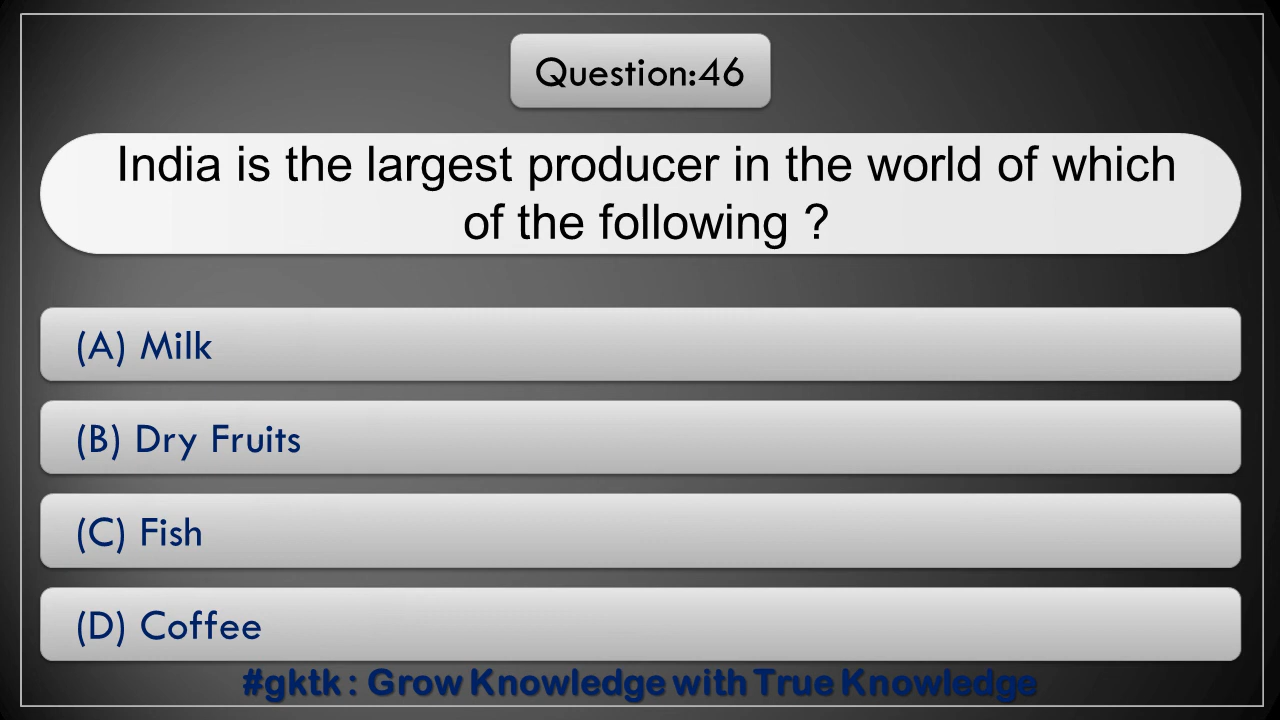 Question:46
India is the largest producer in the world of which
of the following ?
(A) Milk
(B) Dry Fruits
(C) Fish
(D) Coffee
#gktk : Grow Knowledge with True Knowledge